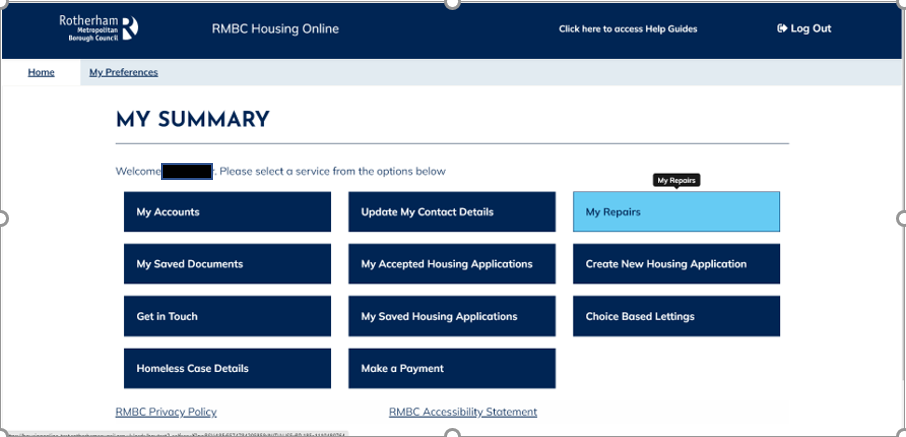 Rotherham
Metropolitan
Borough Council
RMBC Housing Online
Click here to access Help Guides
Log Out
Home
My Preferences
MY SUMMARY
Welcome r. Please select a service from the options below
My Repairs
My Accounts
Update My Contact Details
My Repairs
My Saved Documents
My Accepted Housing Applications
Create New Housing Application
Get in Touch
My Saved Housing Applications
Choice Based Lettings
Homeless Case Details
Make a Payment
RMBC Privacy Policy
RMBC Accessibility Statement